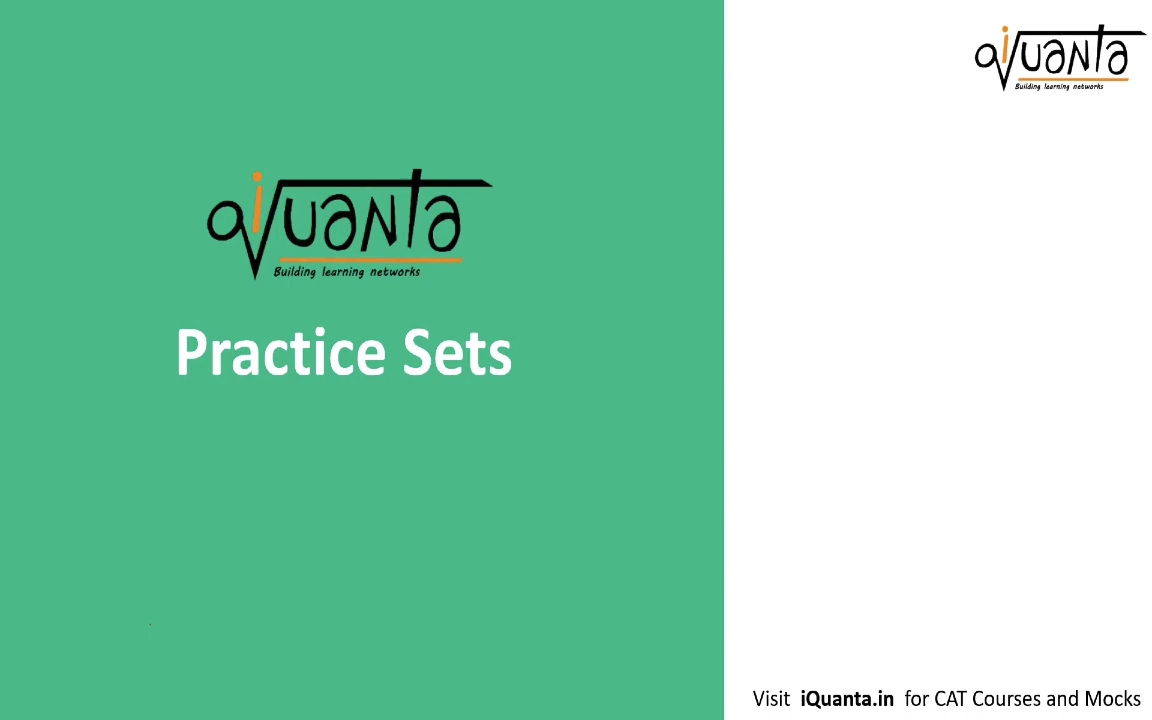 iQuanta
Building learning networks
iQuanta
Building learning networks
Practice Sets
Visit iQuanta.in for CAT Courses and Mocks